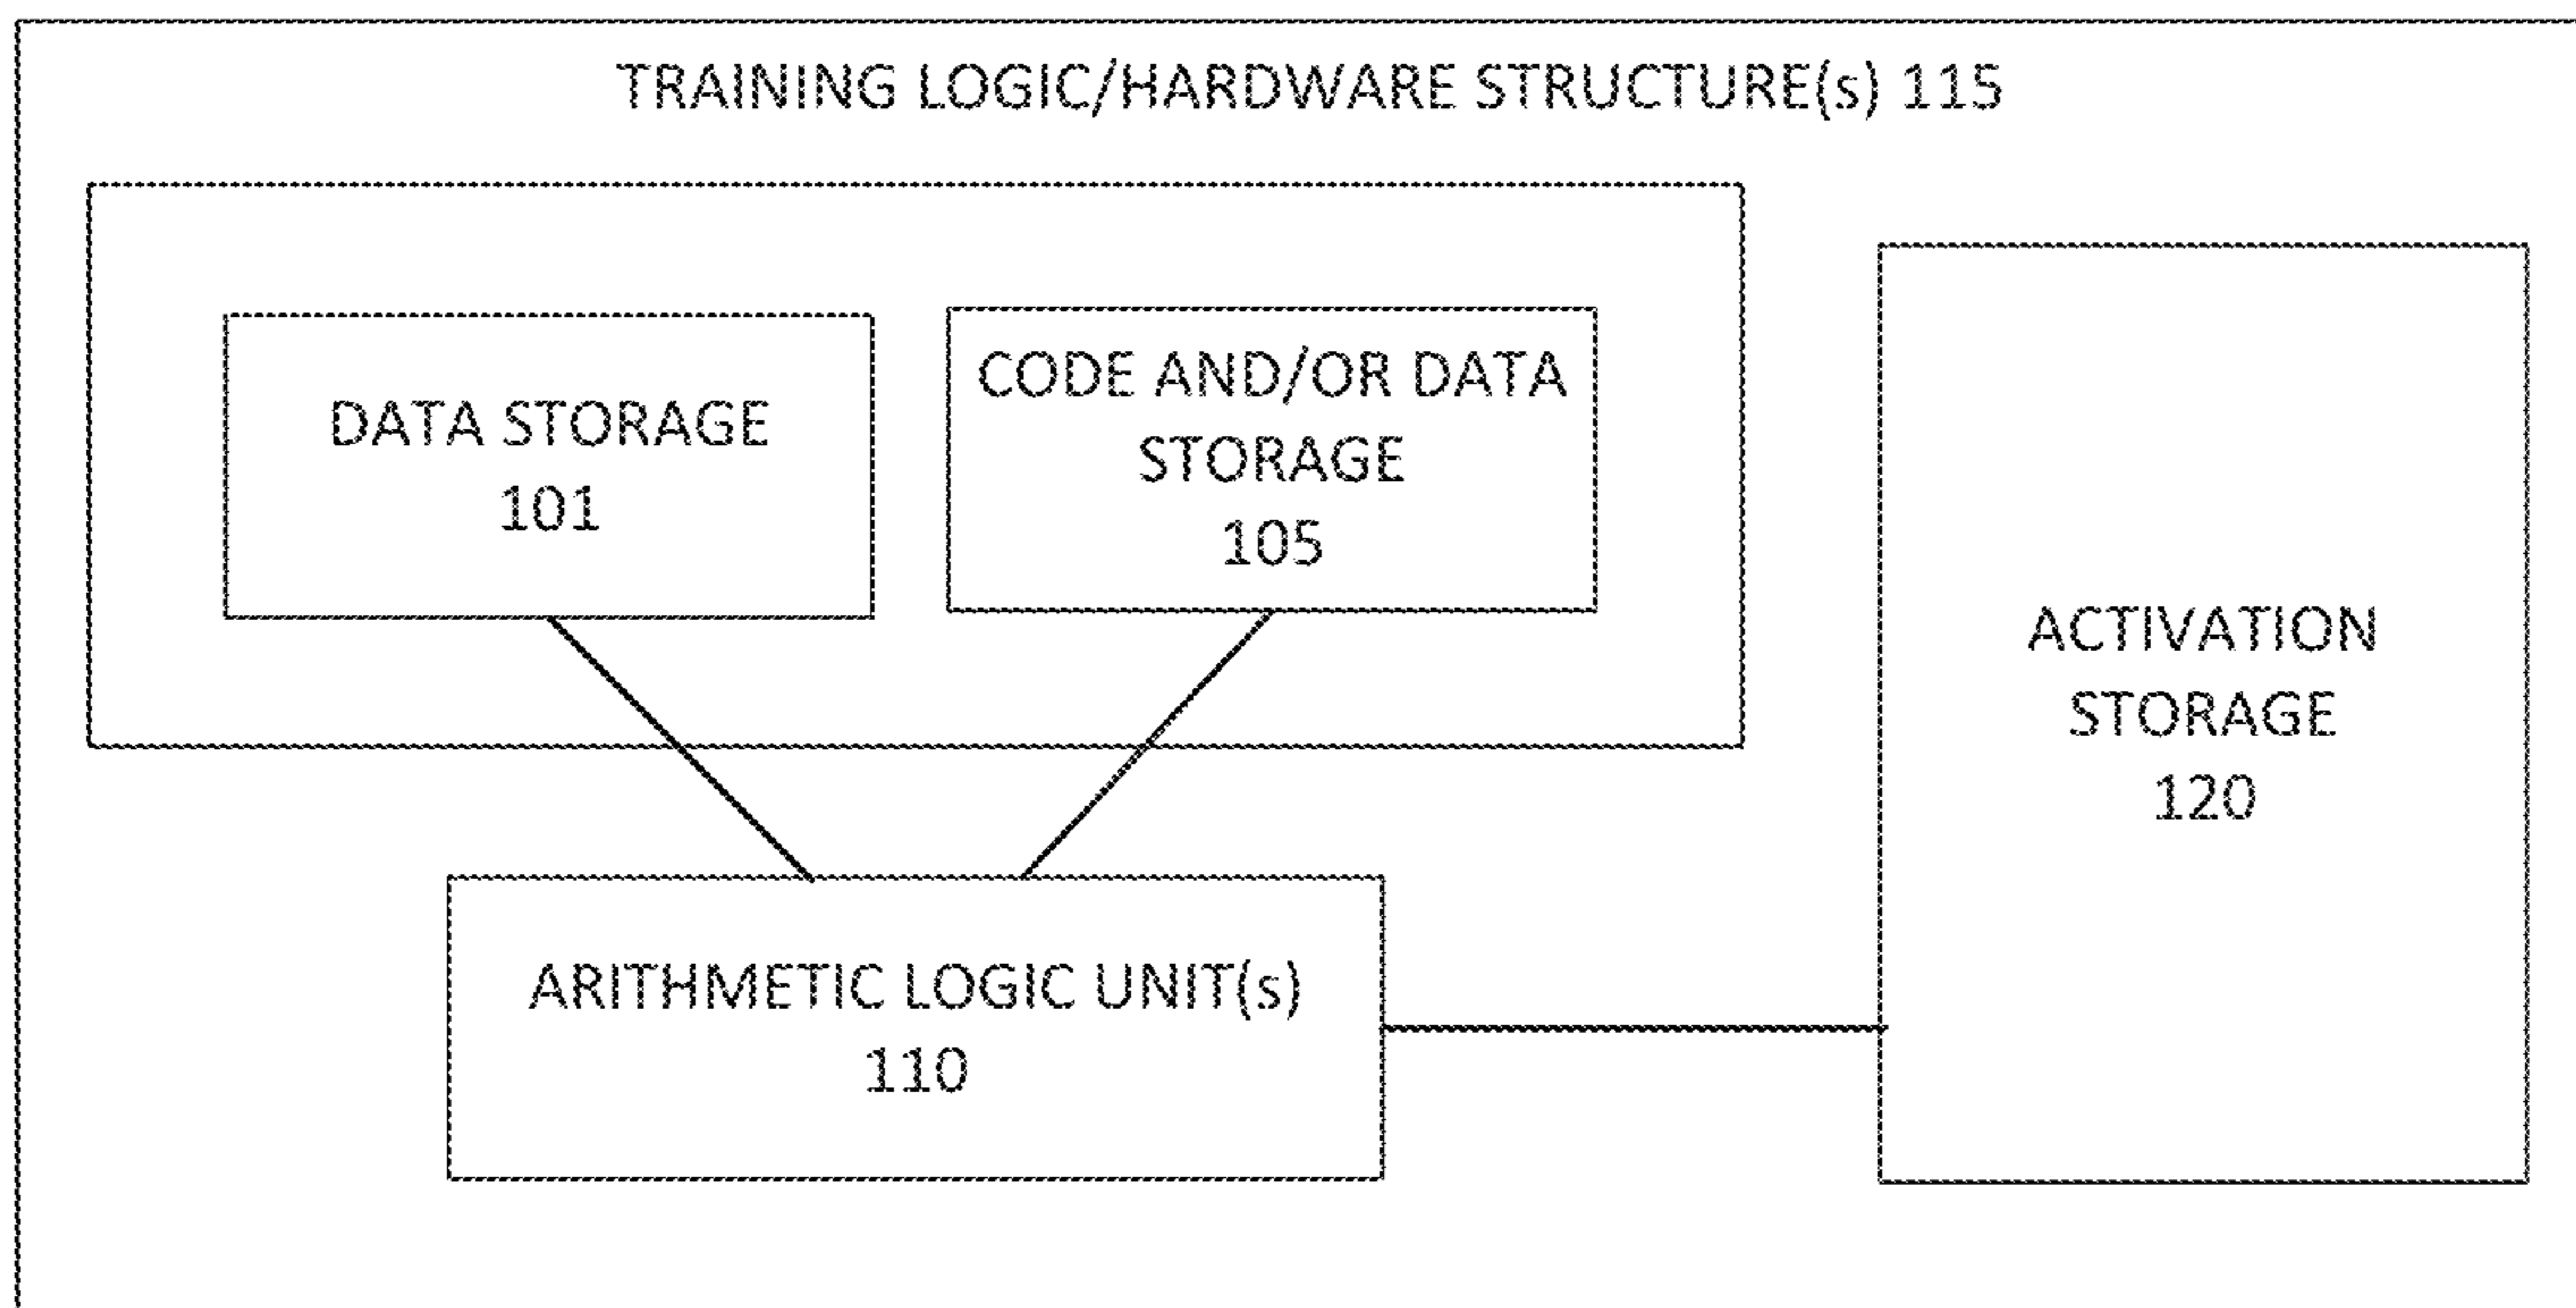 TRAINING LOGIC/HARDWARE STRUCTURE(s) 115
DATA STORAGE
101
CODE AND/OR DATA
STORAGE
105
ACTIVATION
STORAGE
120
ARITHMETIC LOGIC UNIT(s)
110